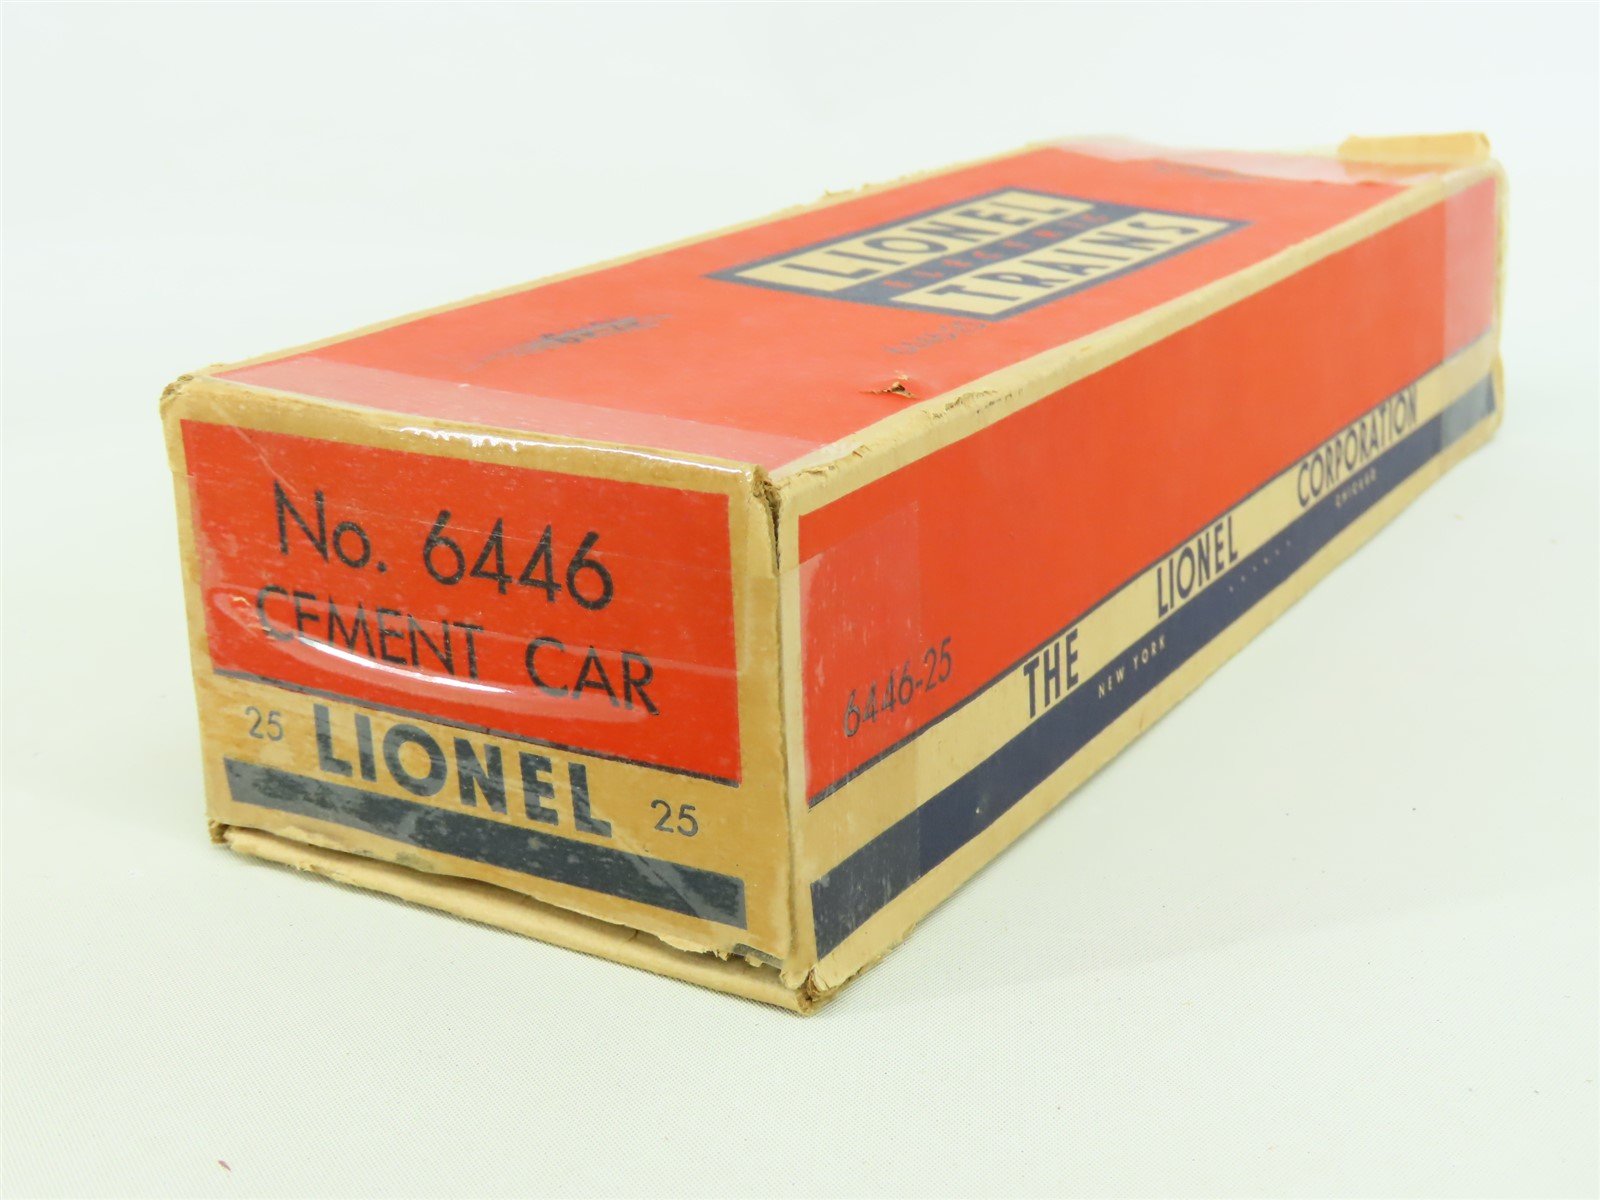 LIONEL
ELECTRIC
TRAINS
No. 6446
CEMENT CAR
25 LIONEL 25
6446-25
THE LIONEL CORPORATION
NEW YORK CHICAGO